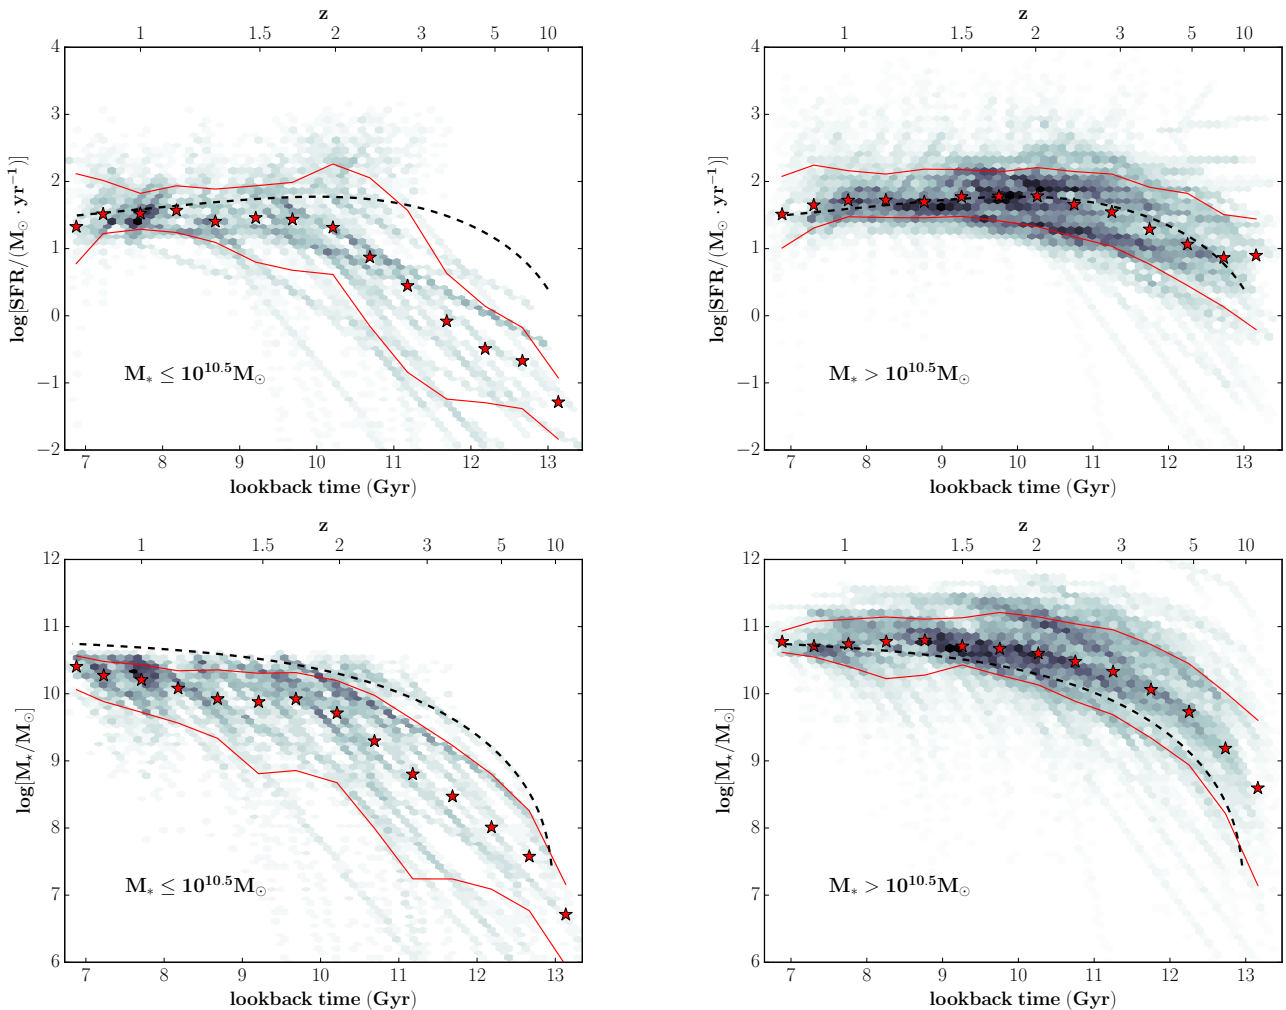 z
1 1.5 2 3 5 10
4
3
2
1
0
−1
−2
log[SFR/(M⊙ · yr⁻¹)]
M* ≤ 10^10.5 M⊙
7 8 9 10 11 12 13
lookback time (Gyr)
z
1 1.5 2 3 5 10
4
3
2
1
0
−1
−2
log[SFR/(M⊙ · yr⁻¹)]
M* > 10^10.5 M⊙
7 8 9 10 11 12 13
lookback time (Gyr)
z
1 1.5 2 3 5 10
12
11
10
9
8
7
6
log[M⋆/M⊙]
M* ≤ 10^10.5 M⊙
7 8 9 10 11 12 13
lookback time (Gyr)
z
1 1.5 2 3 5 10
12
11
10
9
8
7
6
log[M⋆/M⊙]
M* > 10^10.5 M⊙
7 8 9 10 11 12 13
lookback time (Gyr)